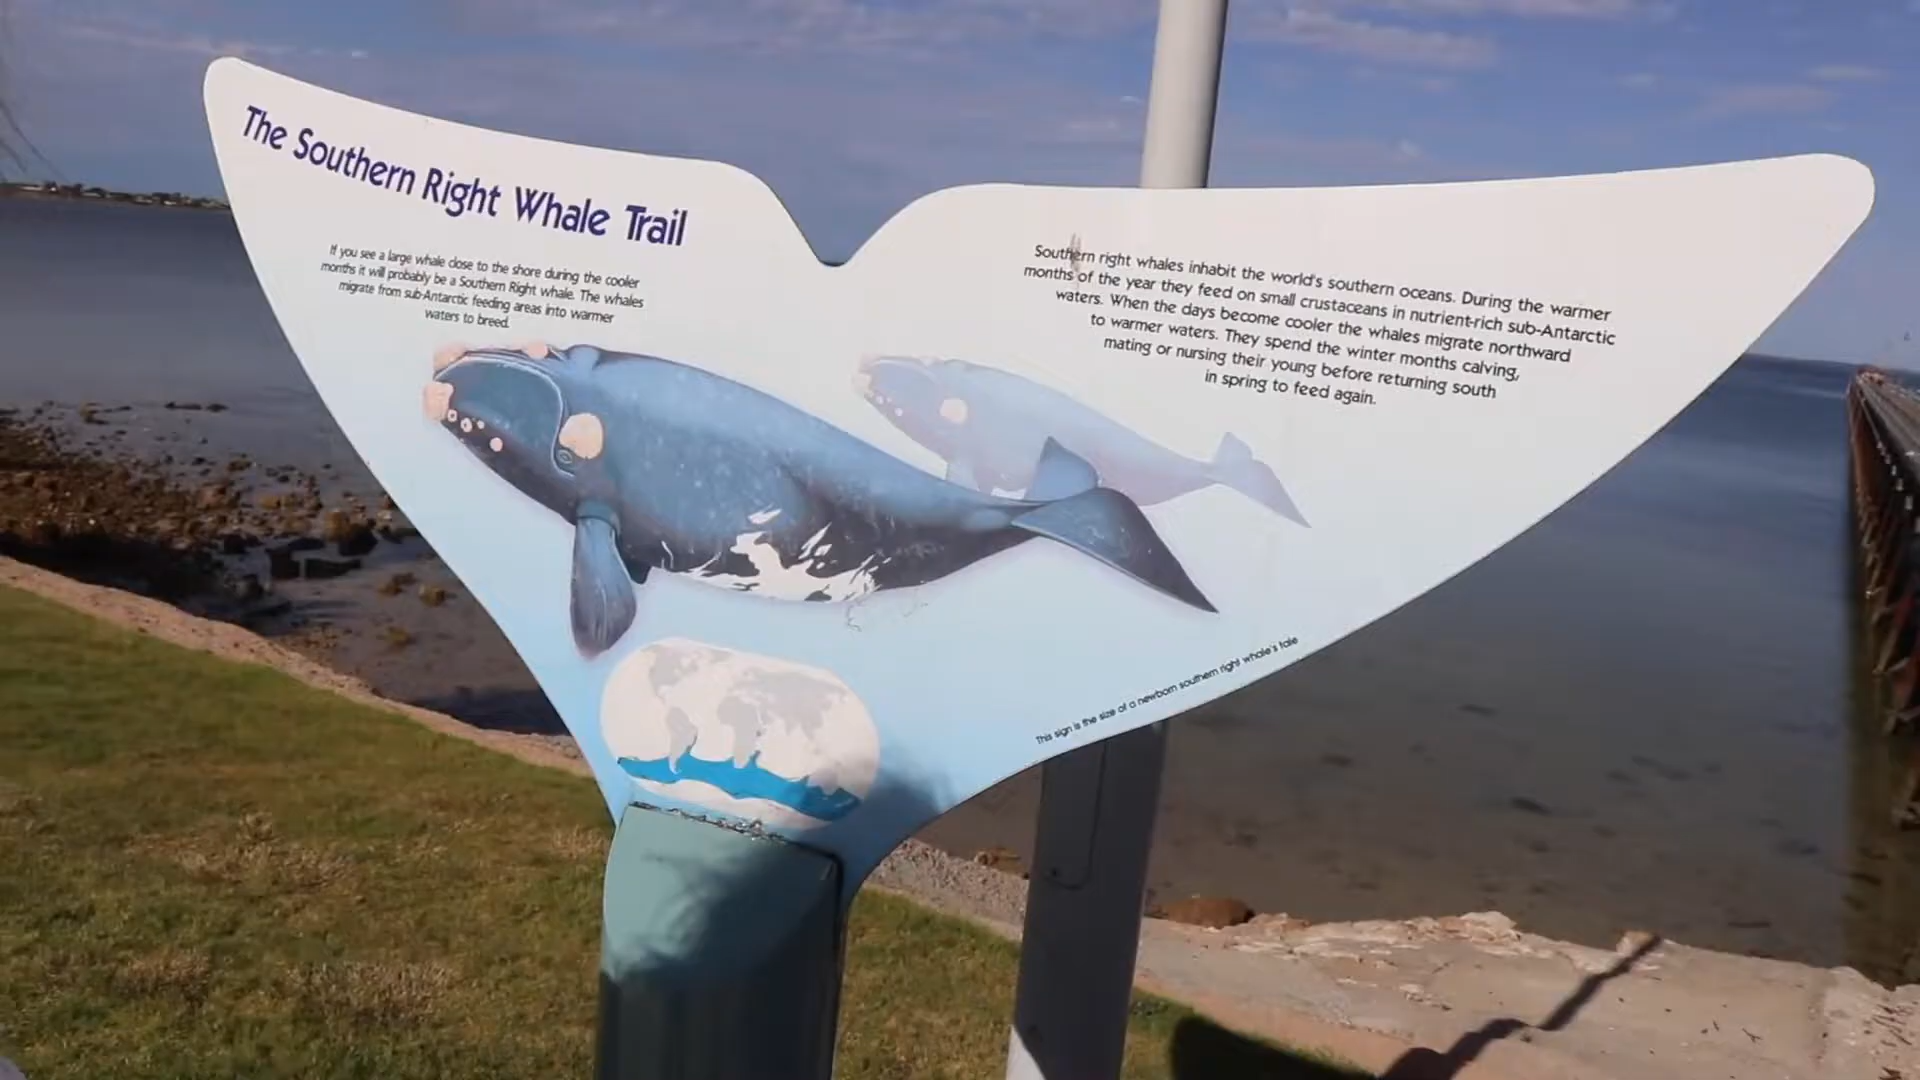 The Southern Right Whale Trail
If you see a large whale close to the shore during the cooler
months it will probably be a Southern Right whale. The whales
migrate from sub-Antarctic feeding areas into warmer
waters to breed.
Southern right whales inhabit the world's southern oceans. During the warmer
months of the year they feed on small crustaceans in nutrient-rich sub-Antarctic
waters. When the days become cooler the whales migrate northward
to warmer waters. They spend the winter months calving,
mating or nursing their young before returning south
in spring to feed again.
This sign is the size of a newborn southern right whale's tale